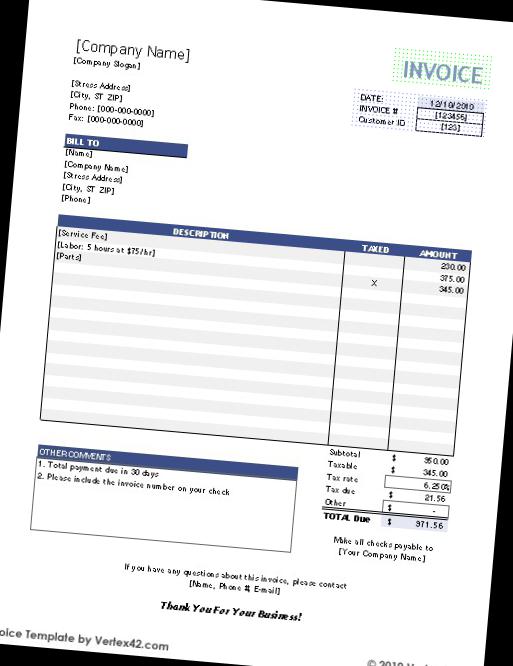 [Company Name]
[Company Slogan]
INVOICE
[Stress Address]
[City, ST ZIP]
Phone: [000-000-0000]
Fax: [000-000-0000]
DATE: 12/10/2010
INVOICE # [123456]
Customer ID [123]
BILL TO
[Name]
[Company Name]
[Stress Address]
[City, ST ZIP]
[Phone]
DESCRIPTION TAXED AMOUNT
[Service Fee] 230.00
[Labor: 5 hours at $75/hr] 375.00
[Parts] X 345.00
Subtotal $ 950.00
Taxable $ 345.00
Tax rate 6.250%
Tax due $ 21.56
Other $ -
TOTAL Due $ 971.56
OTHER COMMENTS
1. Total payment due in 30 days
2. Please include the invoice number on your check
Make all checks payable to
[Your Company Name]
If you have any questions about this invoice, please contact
[Name, Phone #, E-mail]
Thank You For Your Business!
oice Template by Vertex42.com
© 2010 Vertex42